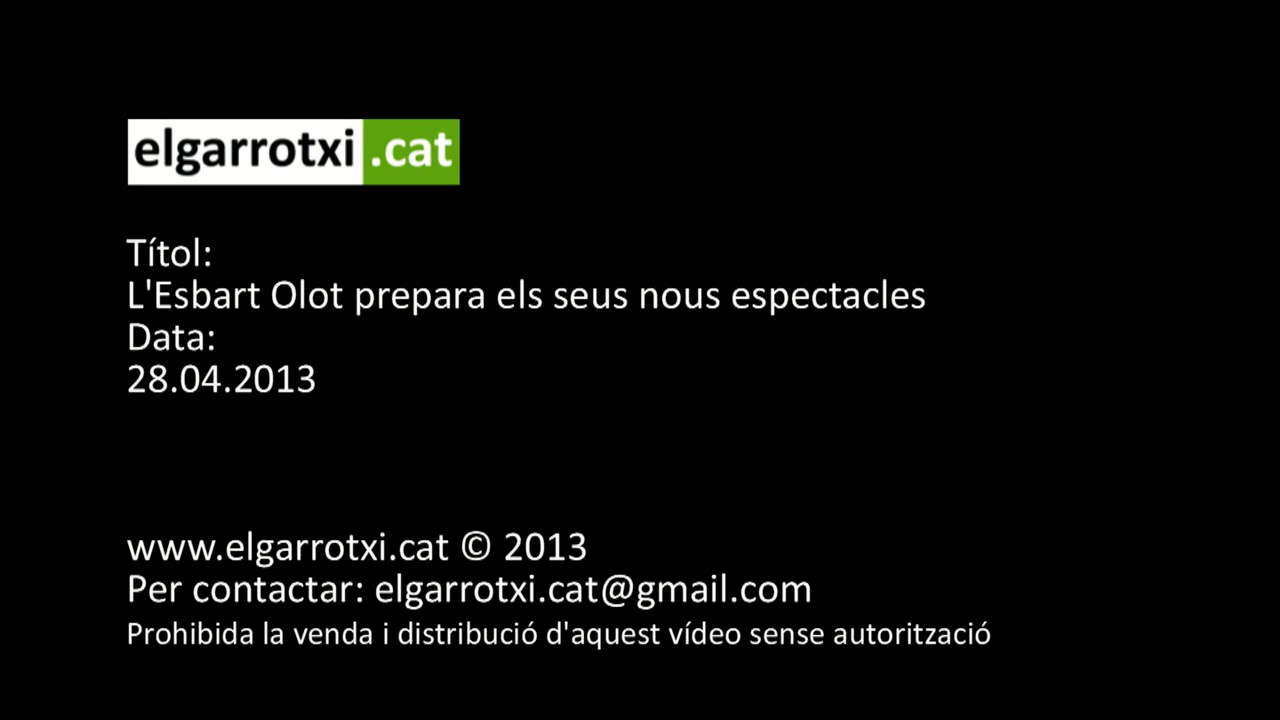 elgarrotxi .cat
Títol:
L'Esbart Olot prepara els seus nous espectacles
Data:
28.04.2013
www.elgarrotxi.cat © 2013
Per contactar: elgarrotxi.cat@gmail.com
Prohibida la venda i distribució d'aquest vídeo sense autorització